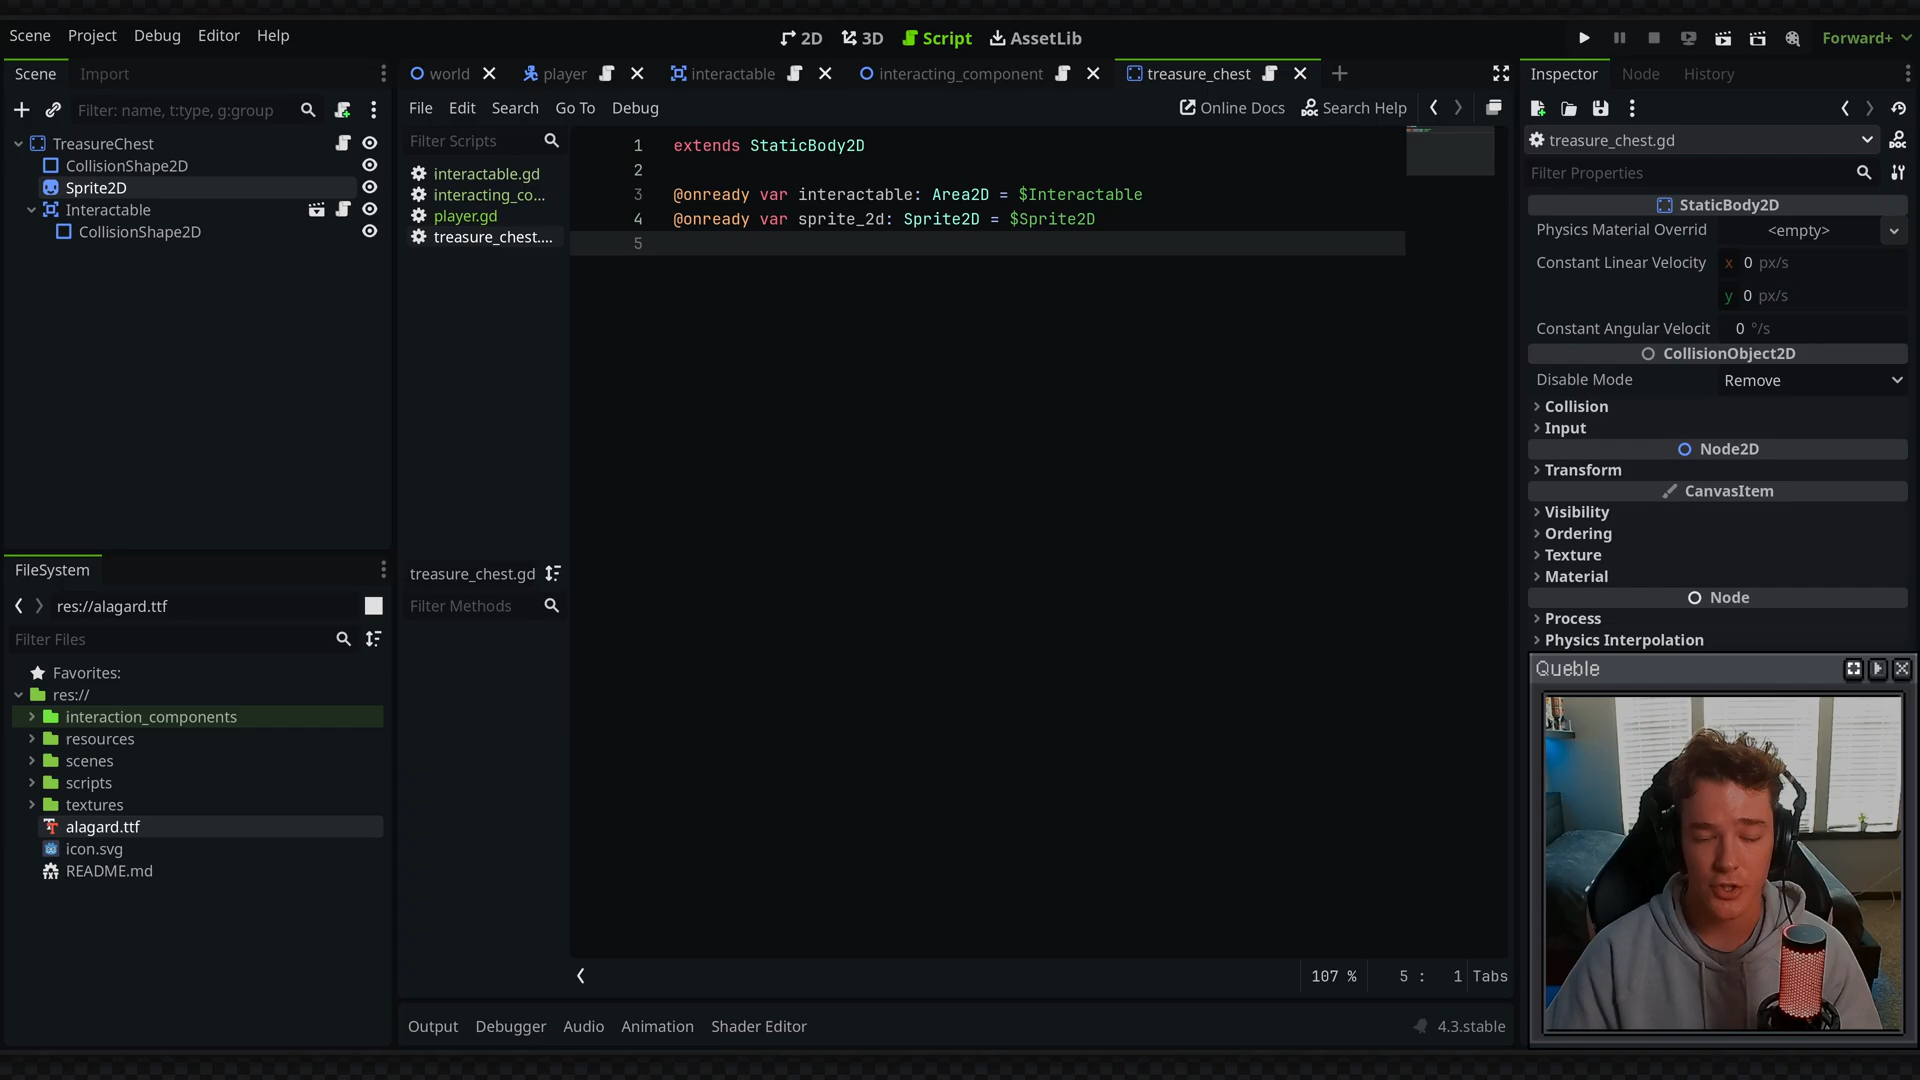 Scene Project Debug Editor Help
2D 3D Script AssetLib
Forward+
Scene Import
world player interactable interacting_component treasure_chest
Inspector Node History
Filter: name, t:type, g:group
File Edit Search Go To Debug
Online Docs Search Help
TreasureChest
CollisionShape2D
Sprite2D
Interactable
CollisionShape2D
Filter Scripts
interactable.gd
interacting_co...
player.gd
treasure_chest....
1 extends StaticBody2D
2
3 @onready var interactable: Area2D = $Interactable
4 @onready var sprite_2d: Sprite2D = $Sprite2D
5
treasure_chest.gd
Filter Methods
treasure_chest.gd
Filter Properties
StaticBody2D
Physics Material Overrid <empty>
Constant Linear Velocity x 0 px/s
y 0 px/s
Constant Angular Velocit 0 °/s
CollisionObject2D
Disable Mode Remove
Collision
Input
Node2D
Transform
CanvasItem
Visibility
Ordering
Texture
Material
Node
Process
Physics Interpolation
FileSystem
res://alagard.ttf
Filter Files
Favorites:
res://
interaction_components
resources
scenes
scripts
textures
alagard.ttf
icon.svg
README.md
Queble
107 % 5 : 1 Tabs
Output Debugger Audio Animation Shader Editor
4.3.stable